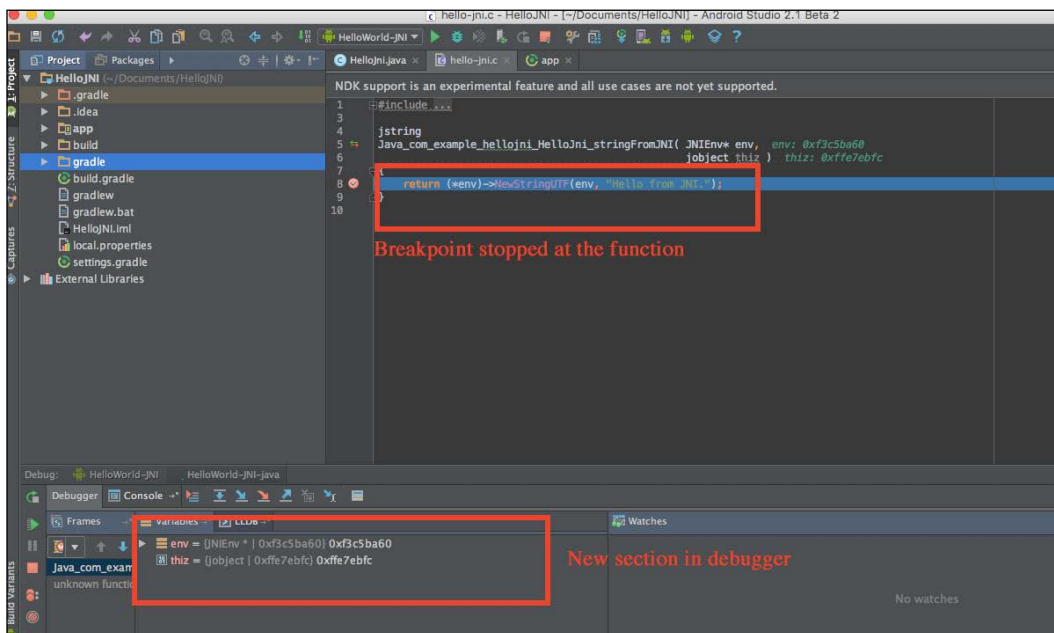 hello-jni.c - HelloJNI - [~/Documents/HelloJNI] - Android Studio 2.1 Beta 2
HelloWorld-JNI
?
1: Project
Project
Packages
HelloJni.java
hello-jni.c
app
HelloJNI (~/Documents/HelloJNI)
.gradle
.idea
app
build
gradle
build.gradle
gradlew
gradlew.bat
HelloJNI.iml
local.properties
settings.gradle
External Libraries
Z: Structure
Captures
Build Variants
NDK support is an experimental feature and all use cases are not yet supported.
1 #include ...
3
4 jstring
5 Java_com_example_hellojni_HelloJni_stringFromJNI( JNIEnv* env, env: 0xf3c5ba60
6 jobject thiz ) thiz: 0xffe7ebfc
7 {
8 return (*env)->NewStringUTF(env, "Hello from JNI.");
9 }
10
Breakpoint stopped at the function
Debug: HelloWorld-JNI HelloWorld-JNI-java
Debugger Console
Frames Variables LLDB Watches
env = {JNIEnv * | 0xf3c5ba60} 0xf3c5ba60
thiz = {jobject | 0xffe7ebfc} 0xffe7ebfc
Java_com_exam
unknown functio
New section in debugger
No watches